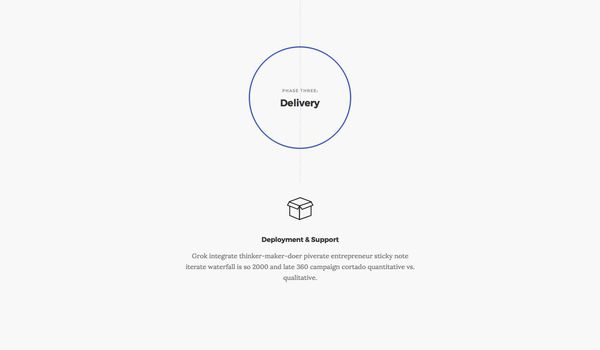 PHASE THREE:
Delivery
Deployment & Support
Grok integrate thinker-maker-doer piverate entrepreneur sticky note
iterate waterfall is so 2000 and late 360 campaign cortado quantitative vs.
qualitative.